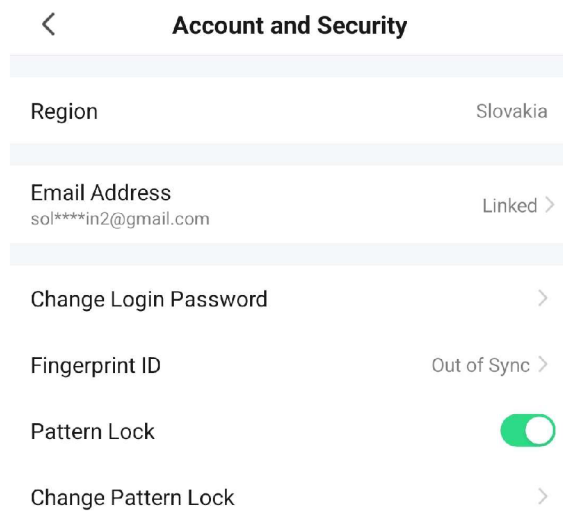 Account and Security
Region Slovakia
Email Address
sol****in2@gmail.com
Linked
Change Login Password
Fingerprint ID Out of Sync
Pattern Lock
Change Pattern Lock